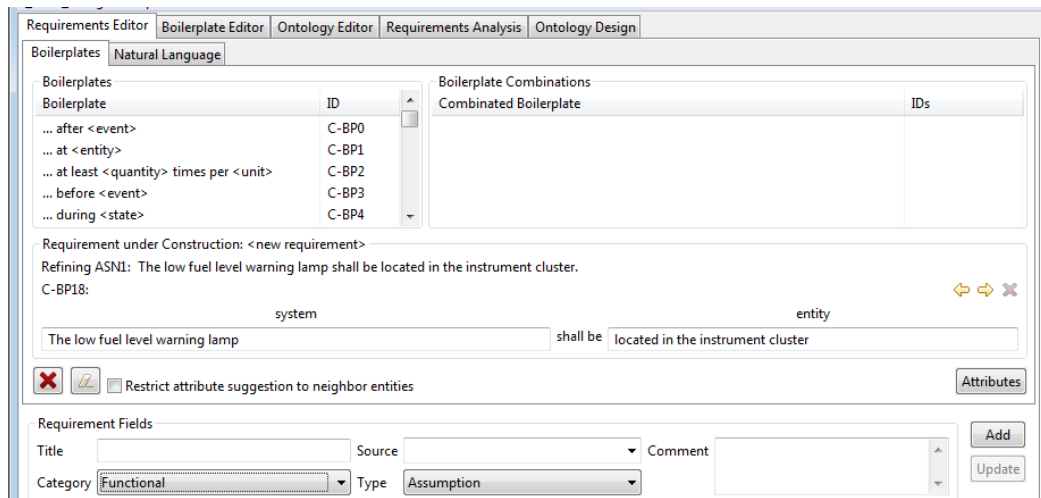 Requirements Editor Boilerplate Editor Ontology Editor Requirements Analysis Ontology Design
Boilerplates Natural Language
Boilerplates Boilerplate Combinations
Boilerplate ID Combinated Boilerplate IDs
... after <event> C-BP0
... at <entity> C-BP1
... at least <quantity> times per <unit> C-BP2
... before <event> C-BP3
... during <state> C-BP4
Requirement under Construction: <new requirement>
Refining ASN1: The low fuel level warning lamp shall be located in the instrument cluster.
C-BP18:
system entity
The low fuel level warning lamp shall be located in the instrument cluster
Restrict attribute suggestion to neighbor entities Attributes
Requirement Fields
Add
Title Source Comment
Update
Category Functional Type Assumption